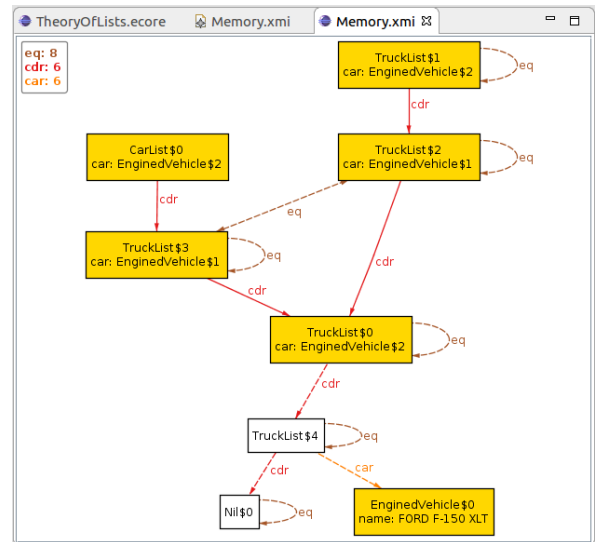 TheoryOfLists.ecore Memory.xmi Memory.xmi
eq: 8
cdr: 6
car: 6
TruckList$1
car: EnginedVehicle$2
eq
cdr
CarList$0
car: EnginedVehicle$2
TruckList$2
car: EnginedVehicle$1
eq
cdr
eq
TruckList$3
car: EnginedVehicle$1
eq
cdr
cdr
TruckList$0
car: EnginedVehicle$2
eq
cdr
TruckList$4
eq
cdr
car
Nil$0
eq
EnginedVehicle$0
name: FORD F-150 XLT